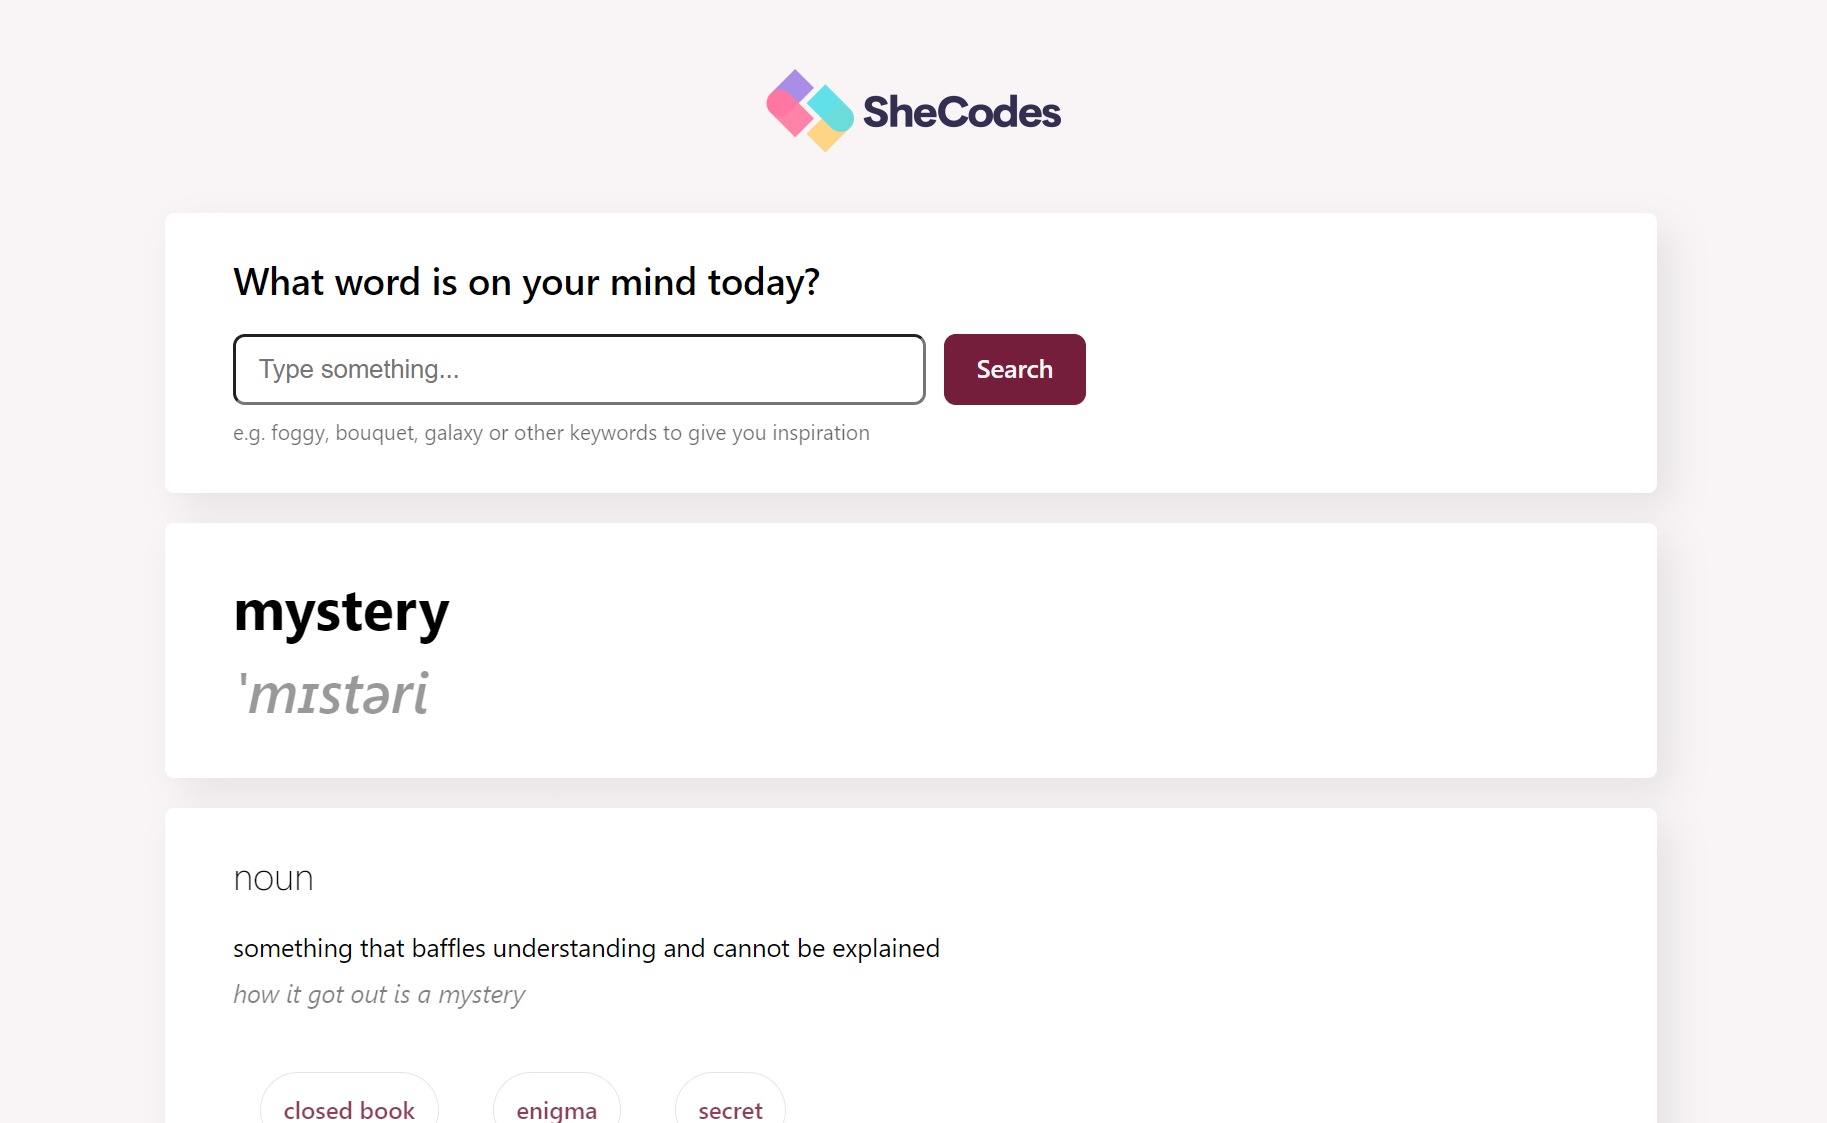 SheCodes
What word is on your mind today?
Type something...
Search
e.g. foggy, bouquet, galaxy or other keywords to give you inspiration
mystery
'mɪstəri
noun
something that baffles understanding and cannot be explained
how it got out is a mystery
closed book
enigma
secret